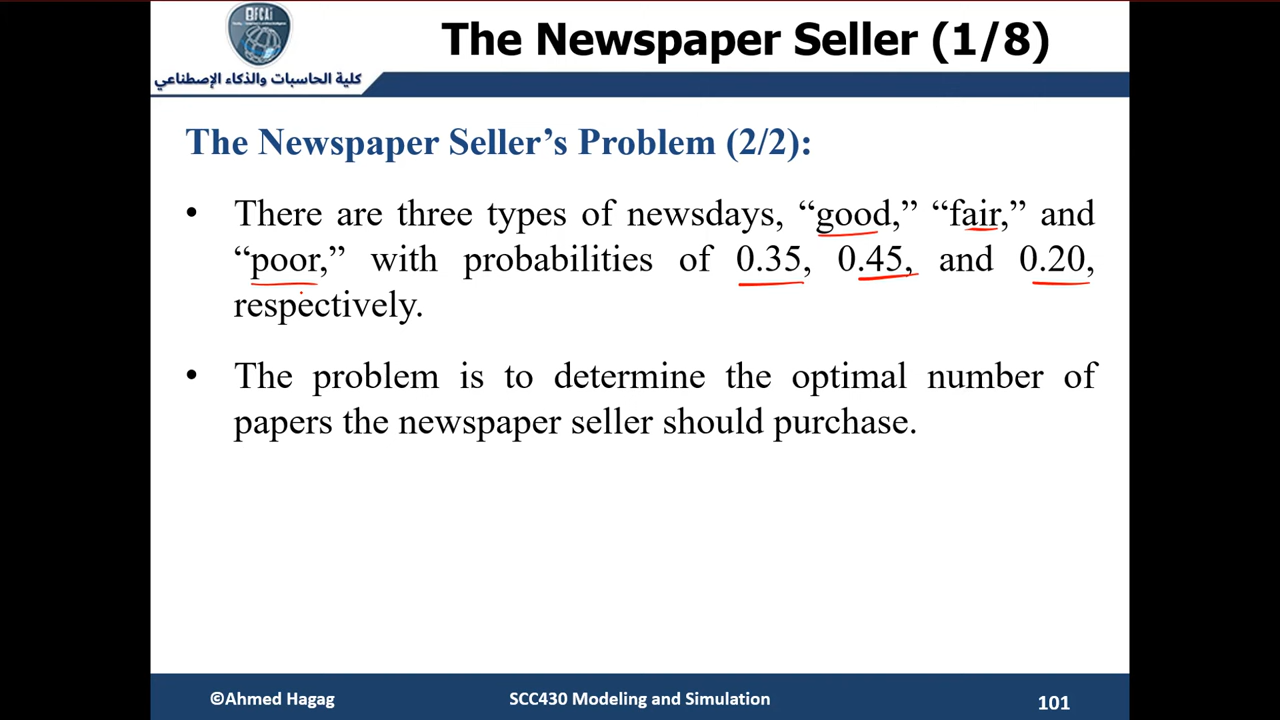 FCAi
The Newspaper Seller (1/8)
كلية الحاسبات والذكاء الإصطناعي
The Newspaper Seller’s Problem (2/2):
• There are three types of newsdays, “good,” “fair,” and
“poor,” with probabilities of 0.35, 0.45, and 0.20,
respectively.
• The problem is to determine the optimal number of
papers the newspaper seller should purchase.
©Ahmed Hagag
SCC430 Modeling and Simulation
101